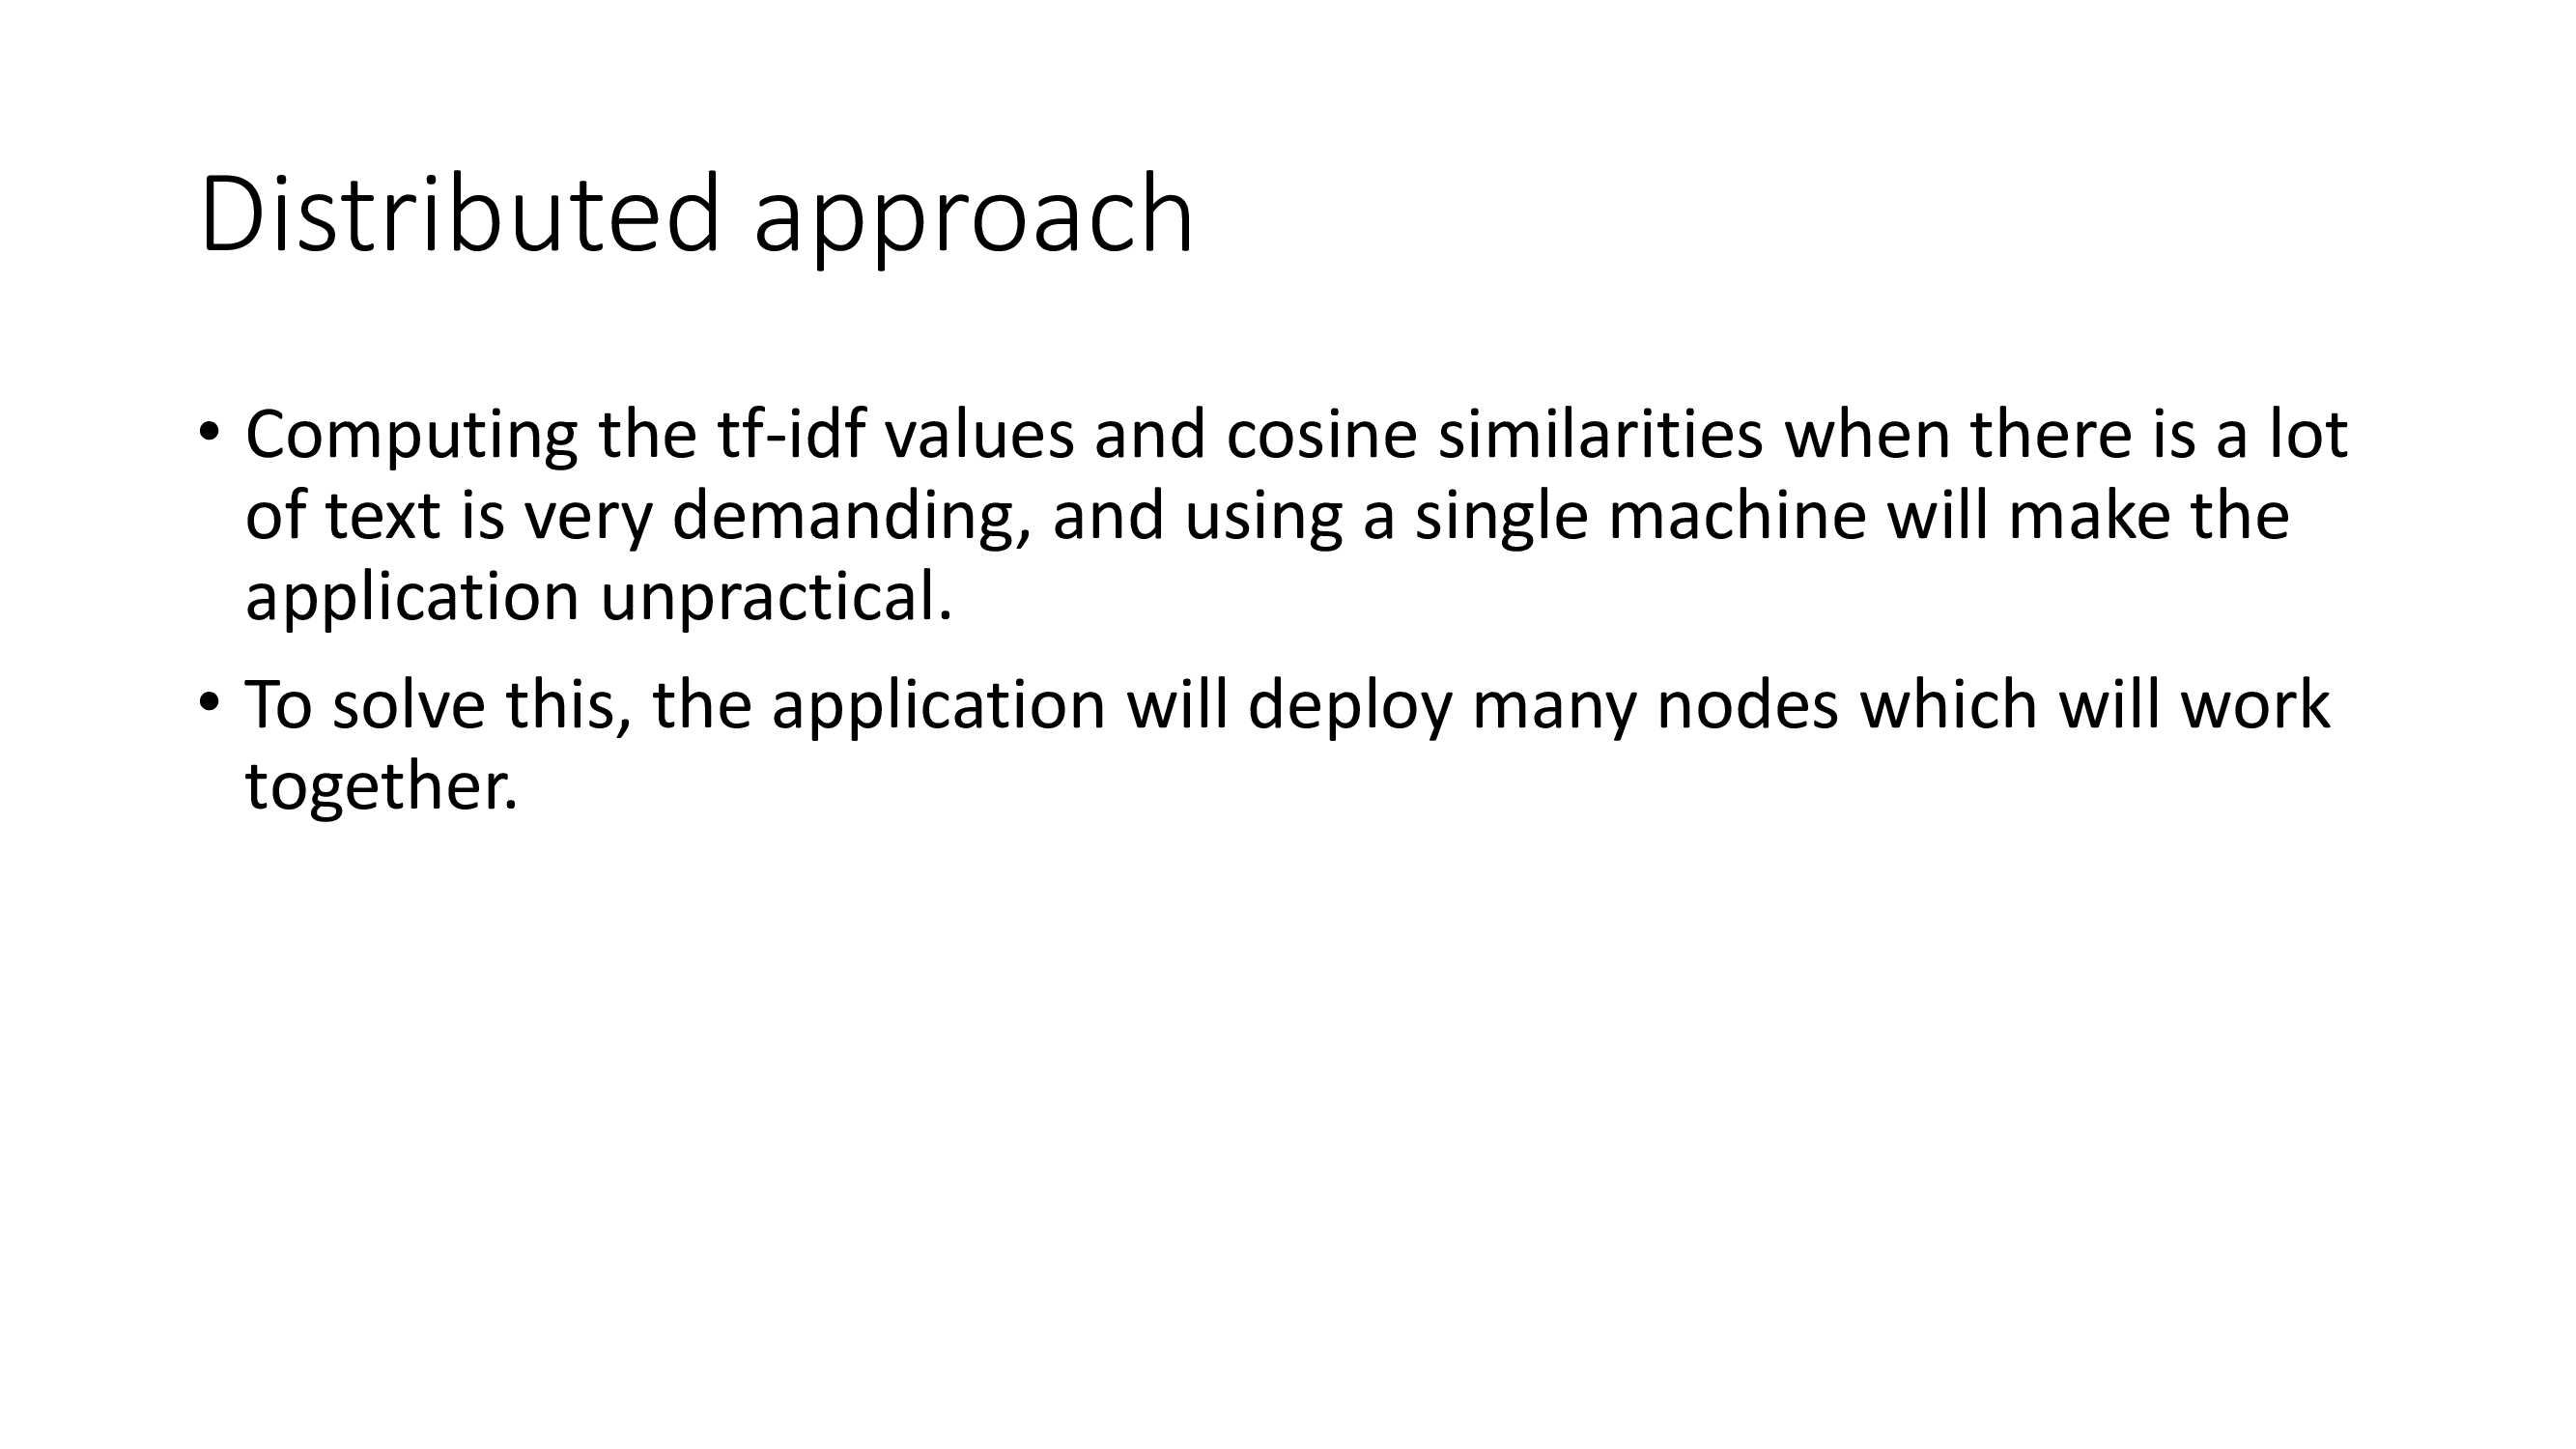 Distributed approach
• Computing the tf-idf values and cosine similarities when there is a lot
of text is very demanding, and using a single machine will make the
application unpractical.
• To solve this, the application will deploy many nodes which will work
together.